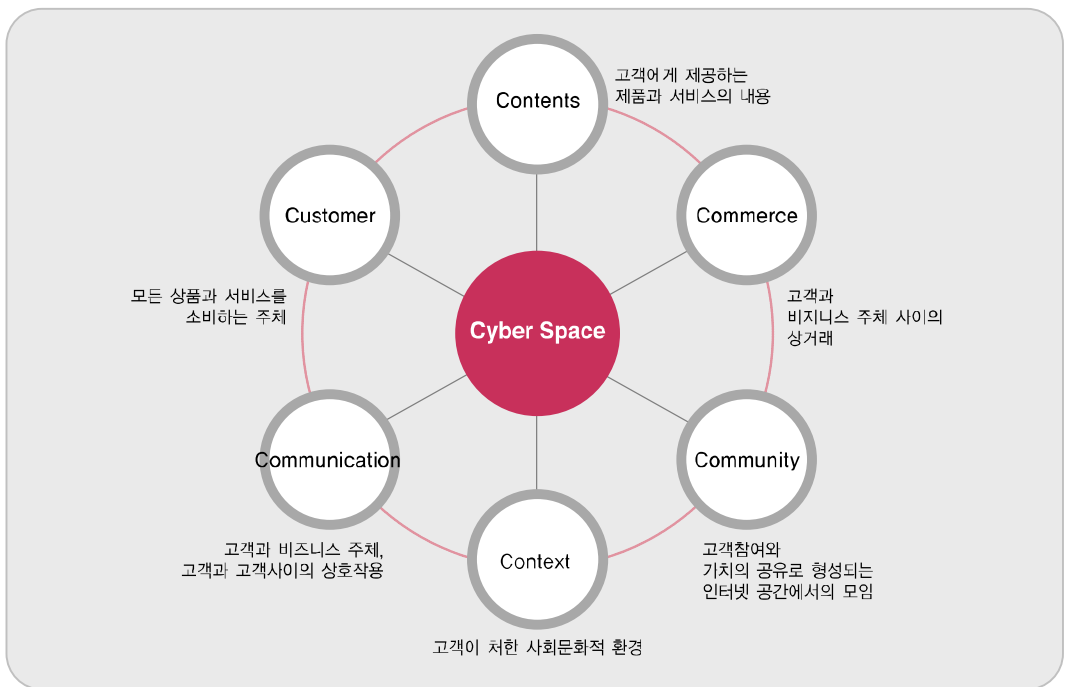 Contents
고객에게 제공하는
제품과 서비스의 내용
Customer
Commerce
모든 상품과 서비스를
소비하는 주체
고객과
비지니스 주체 사이의
상거래
Cyber Space
Communication
Community
고객과 비즈니스 주체,
고객과 고객사이의 상호작용
Context
고객참여와
가치의 공유로 형성되는
인터넷 공간에서의 모임
고객이 처한 사회문화적 환경